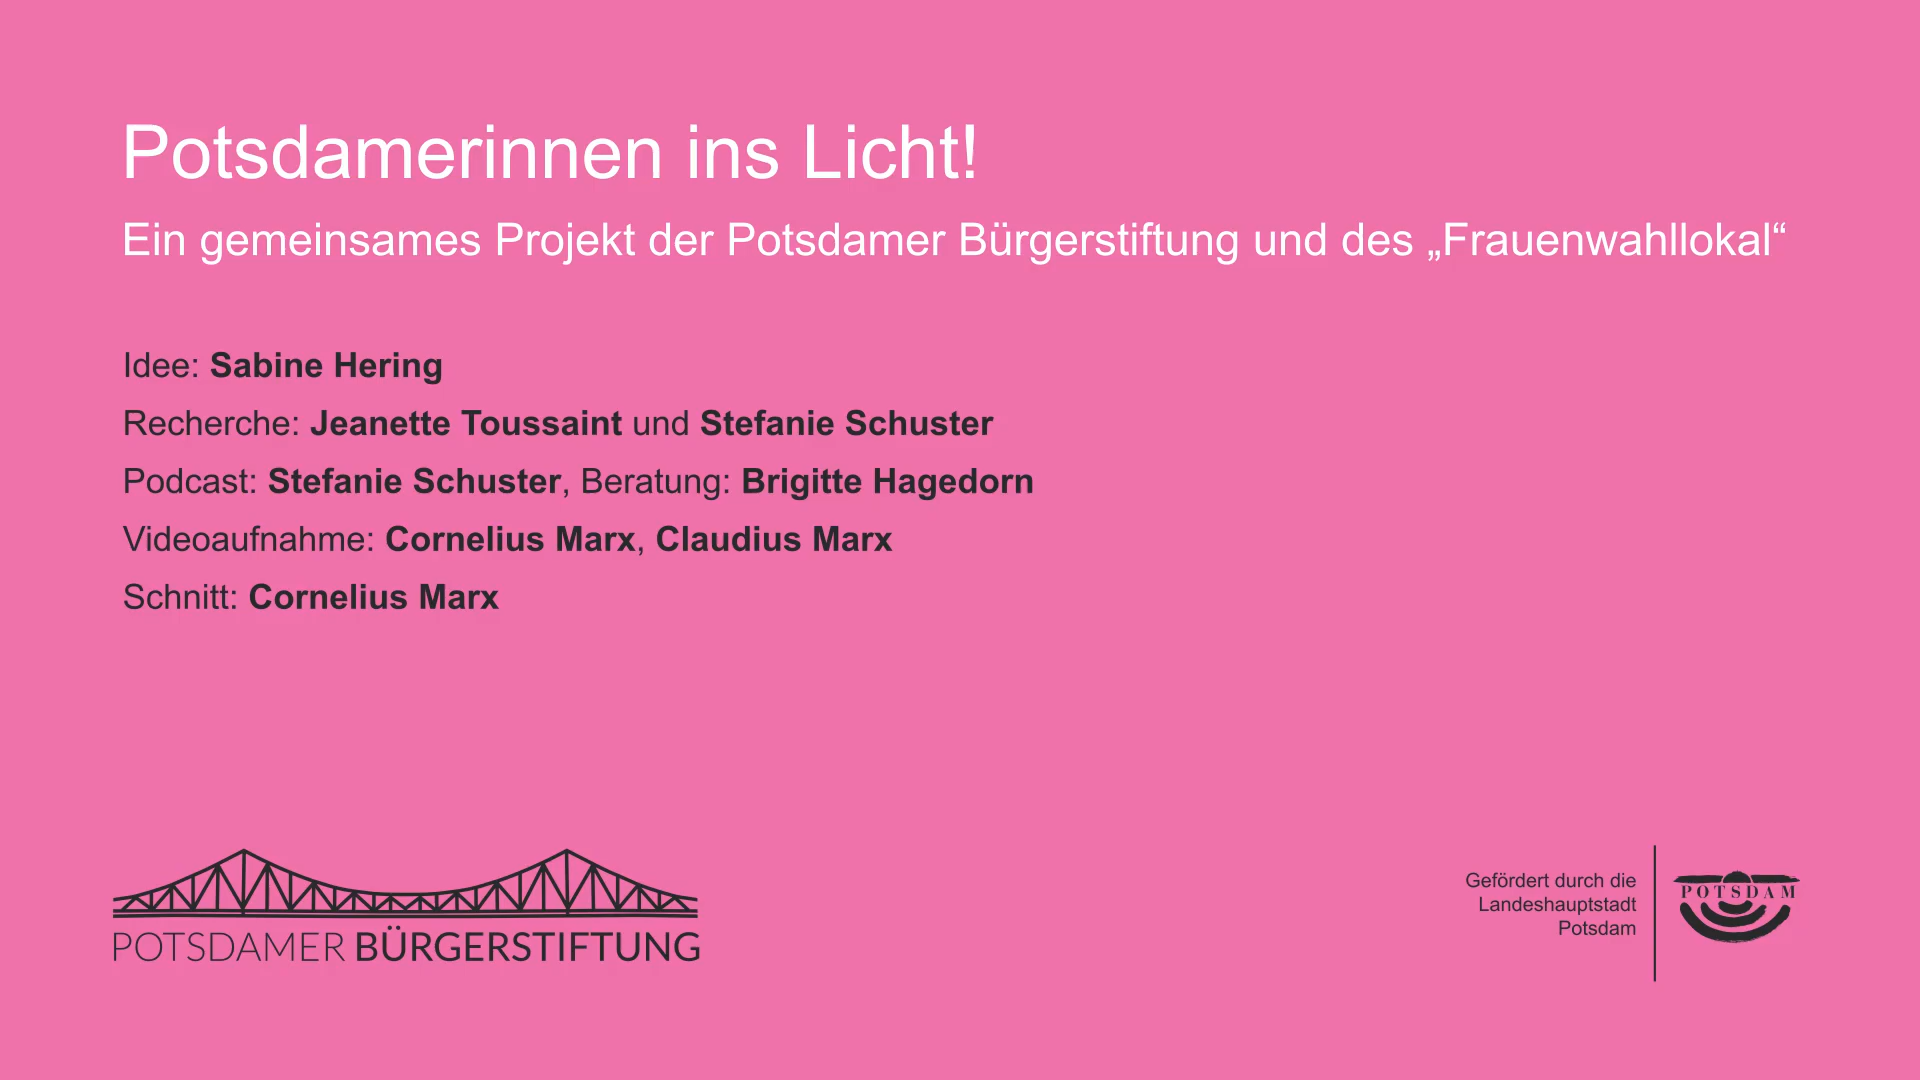 Potsdamerinnen ins Licht!
Ein gemeinsames Projekt der Potsdamer Bürgerstiftung und des „Frauenwahllokal“
Idee: Sabine Hering
Recherche: Jeanette Toussaint und Stefanie Schuster
Podcast: Stefanie Schuster, Beratung: Brigitte Hagedorn
Videoaufnahme: Cornelius Marx, Claudius Marx
Schnitt: Cornelius Marx
POTSDAMER BÜRGERSTIFTUNG
Gefördert durch die
Landeshauptstadt
Potsdam
POTSDAM